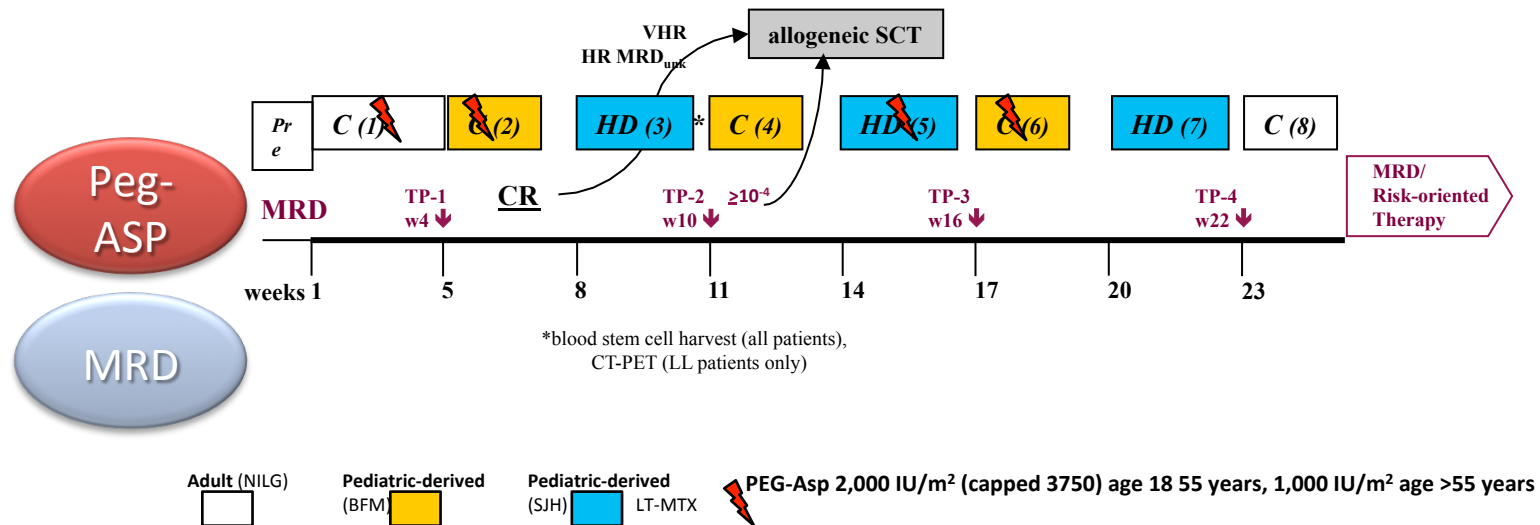 VHR
HR MRDunk
allogeneic SCT
Pr
e
C (1)
C (2)
HD (3)
*
C (4)
HD (5)
C (6)
HD (7)
C (8)
Peg-
ASP
MRD
TP-1
w4
CR
TP-2
w10
≥10-4
TP-3
w16
TP-4
w22
MRD/
Risk-oriented
Therapy
weeks 1 5 8 11 14 17 20 23
MRD
*blood stem cell harvest (all patients),
CT-PET (LL patients only)
Adult (NILG)
Pediatric-derived
(BFM)
Pediatric-derived
(SJH) LT-MTX
PEG-Asp 2,000 IU/m² (capped 3750) age 18 55 years, 1,000 IU/m² age >55 years